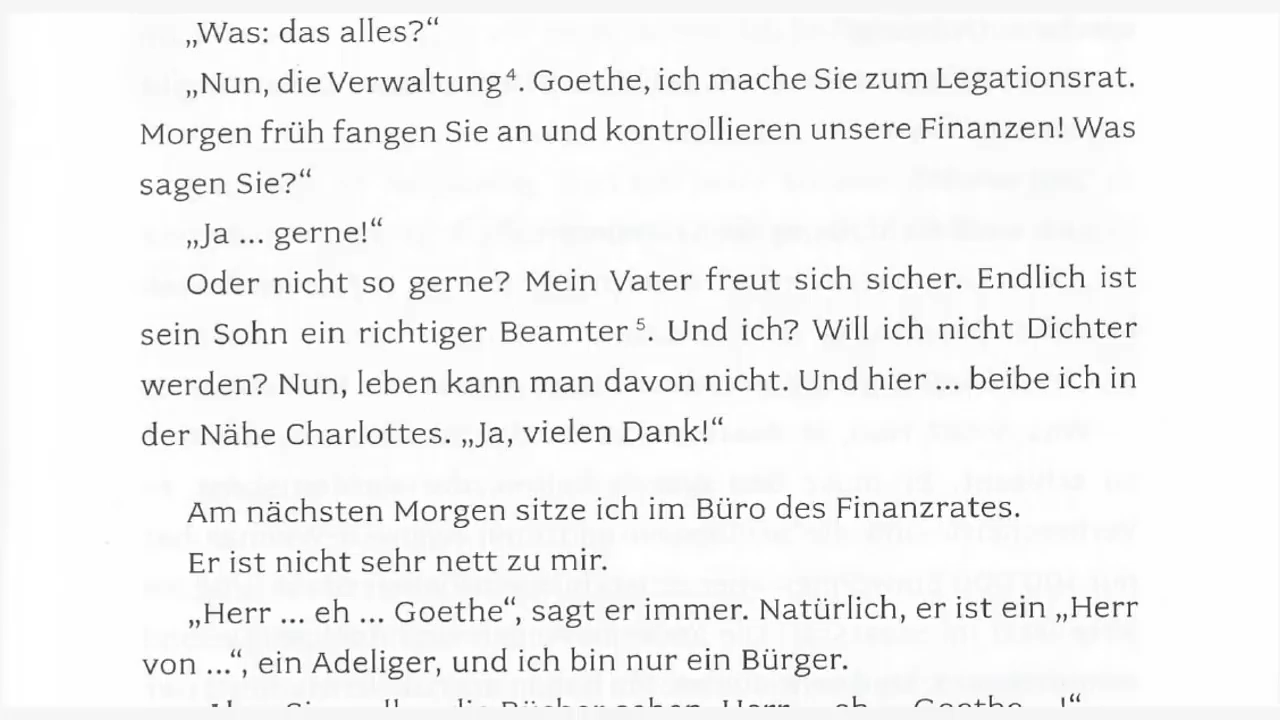 „Was: das alles?“
„Nun, die Verwaltung⁴. Goethe, ich mache Sie zum Legationsrat.
Morgen früh fangen Sie an und kontrollieren unsere Finanzen! Was
sagen Sie?“
„Ja ... gerne!“
Oder nicht so gerne? Mein Vater freut sich sicher. Endlich ist
sein Sohn ein richtiger Beamter⁵. Und ich? Will ich nicht Dichter
werden? Nun, leben kann man davon nicht. Und hier ... beibe ich in
der Nähe Charlottes. „Ja, vielen Dank!“
Am nächsten Morgen sitze ich im Büro des Finanzrates.
Er ist nicht sehr nett zu mir.
„Herr ... eh ... Goethe“, sagt er immer. Natürlich, er ist ein „Herr
von ...“, ein Adeliger, und ich bin nur ein Bürger.